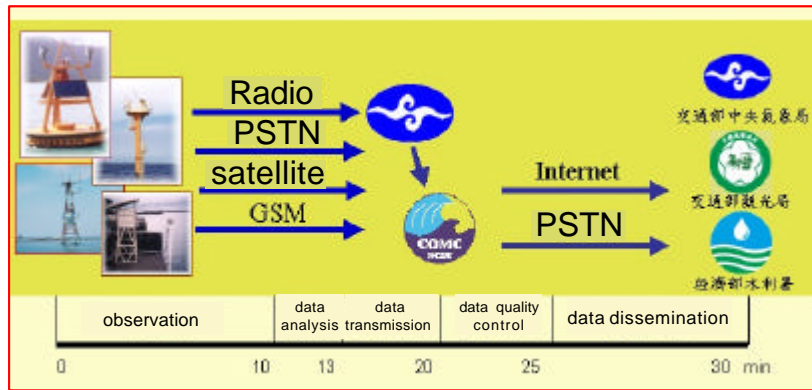 Radio
PSTN
satellite
GSM
COMC
Internet
PSTN
交通部中央氣象局
交通部觀光局
經濟部水利署
observation
data analysis
data transmission
data quality control
data dissemination
0 10 13 20 25 30 min